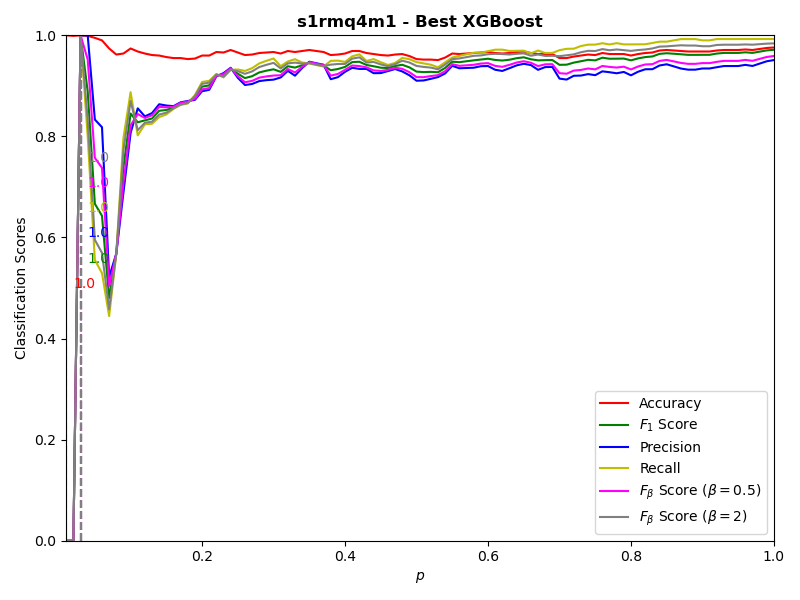 s1rmq4m1 - Best XGBoost
1.0
0.8
0.6
0.4
0.2
0.0
Classification Scores
1.0
1.0
1.0
1.0
1.0
1.0
Accuracy
F₁ Score
Precision
Recall
Fᵦ Score (β = 0.5)
Fᵦ Score (β = 2)
0.2
0.4
0.6
0.8
1.0
p